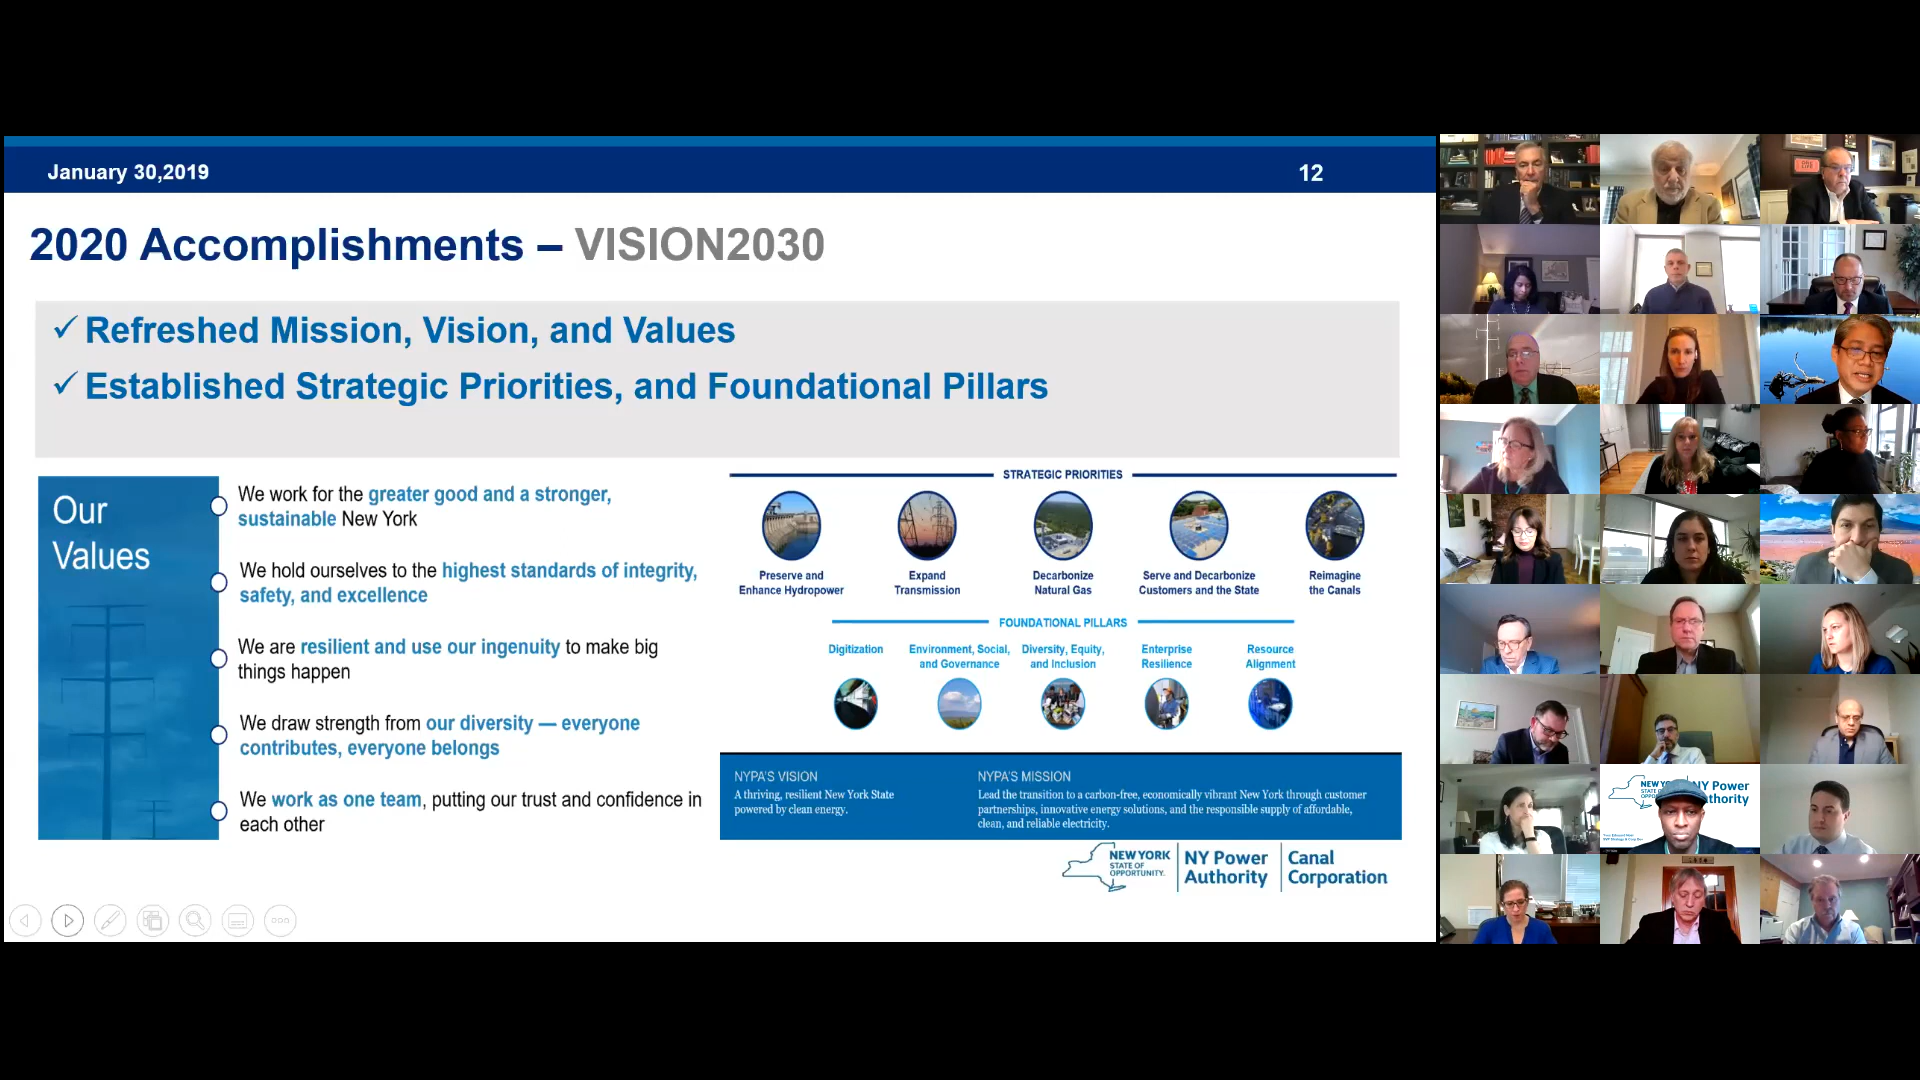 January 30,2019
12
2020 Accomplishments – VISION2030
✓ Refreshed Mission, Vision, and Values
✓ Established Strategic Priorities, and Foundational Pillars
Our
Values
We work for the greater good and a stronger,
sustainable New York
We hold ourselves to the highest standards of integrity,
safety, and excellence
We are resilient and use our ingenuity to make big
things happen
We draw strength from our diversity — everyone
contributes, everyone belongs
We work as one team, putting our trust and confidence in
each other
STRATEGIC PRIORITIES
Preserve and
Enhance Hydropower
Expand
Transmission
Decarbonize
Natural Gas
Serve and Decarbonize
Customers and the State
Reimagine
the Canals
FOUNDATIONAL PILLARS
Digitization
Environment, Social,
and Governance
Diversity, Equity,
and Inclusion
Enterprise
Resilience
Resource
Alignment
NYPA'S VISION
A thriving, resilient New York State
powered by clean energy.
NYPA'S MISSION
Lead the transition to a carbon-free, economically vibrant New York through customer
partnerships, innovative energy solutions, and the responsible supply of affordable,
clean, and reliable electricity.
NEW YORK
STATE OF
OPPORTUNITY.
NY Power
Authority
Canal
Corporation
NY Power
thority